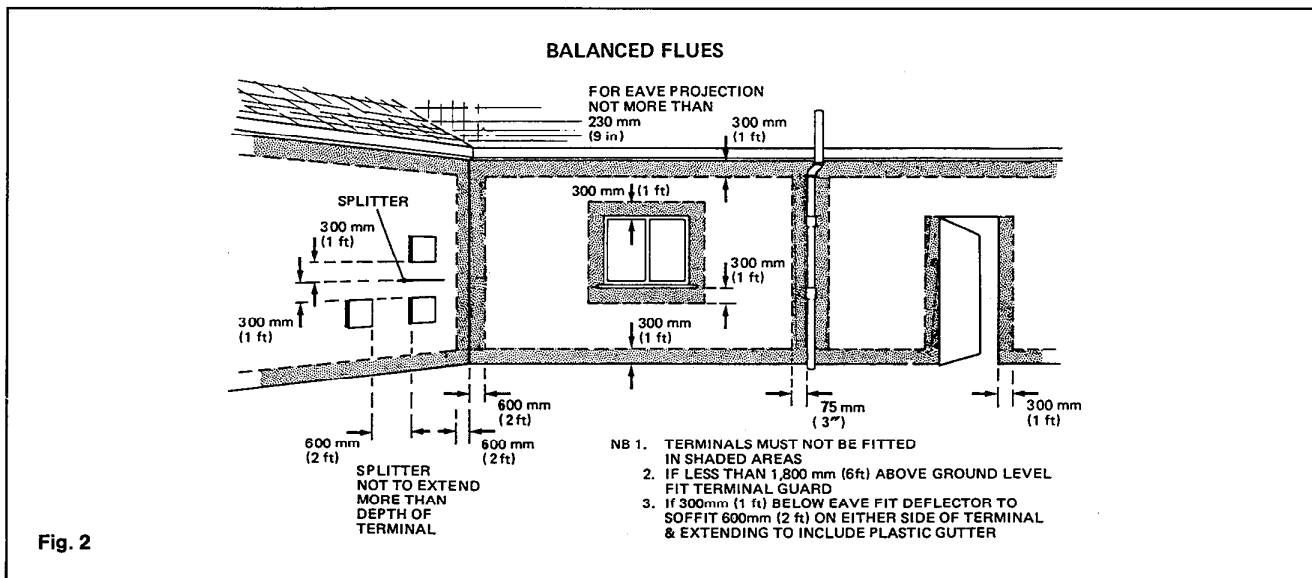 BALANCED FLUES
FOR EAVE PROJECTION
NOT MORE THAN
230 mm
(9 in)
300 mm
(1 ft)
300 mm (1 ft)
SPLITTER
300 mm
(1 ft)
300 mm
(1 ft)
300 mm
(1 ft)
300 mm
(1 ft)
600 mm
(2 ft)
75 mm
(3″)
300 mm
(1 ft)
600 mm
(2 ft)
600 mm
(2ft)
SPLITTER
NOT TO EXTEND
MORE THAN
DEPTH OF
TERMINAL
NB 1. TERMINALS MUST NOT BE FITTED
IN SHADED AREAS
2. IF LESS THAN 1,800 mm (6ft) ABOVE GROUND LEVEL
FIT TERMINAL GUARD
3. If 300mm (1 ft) BELOW EAVE FIT DEFLECTOR TO
SOFFIT 600mm (2 ft) ON EITHER SIDE OF TERMINAL
& EXTENDING TO INCLUDE PLASTIC GUTTER
Fig. 2